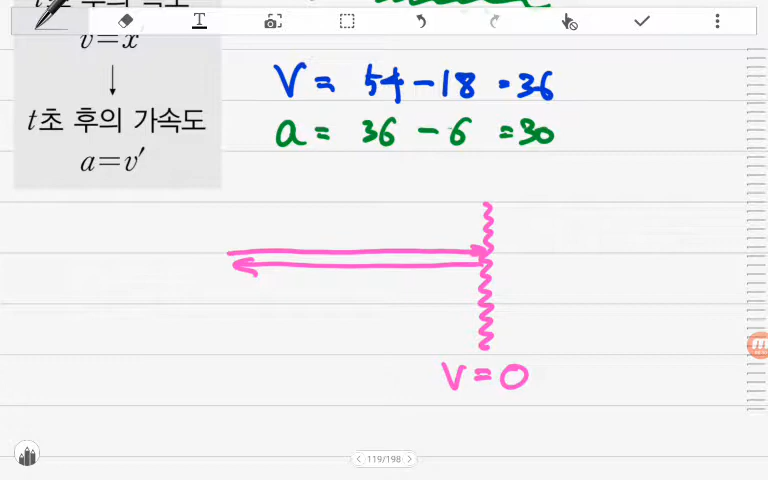 v=x
t초 후의 가속도
a=v′
V = 54 - 18 = 36
a = 36 - 6 = 30
V = 0
T
119/198